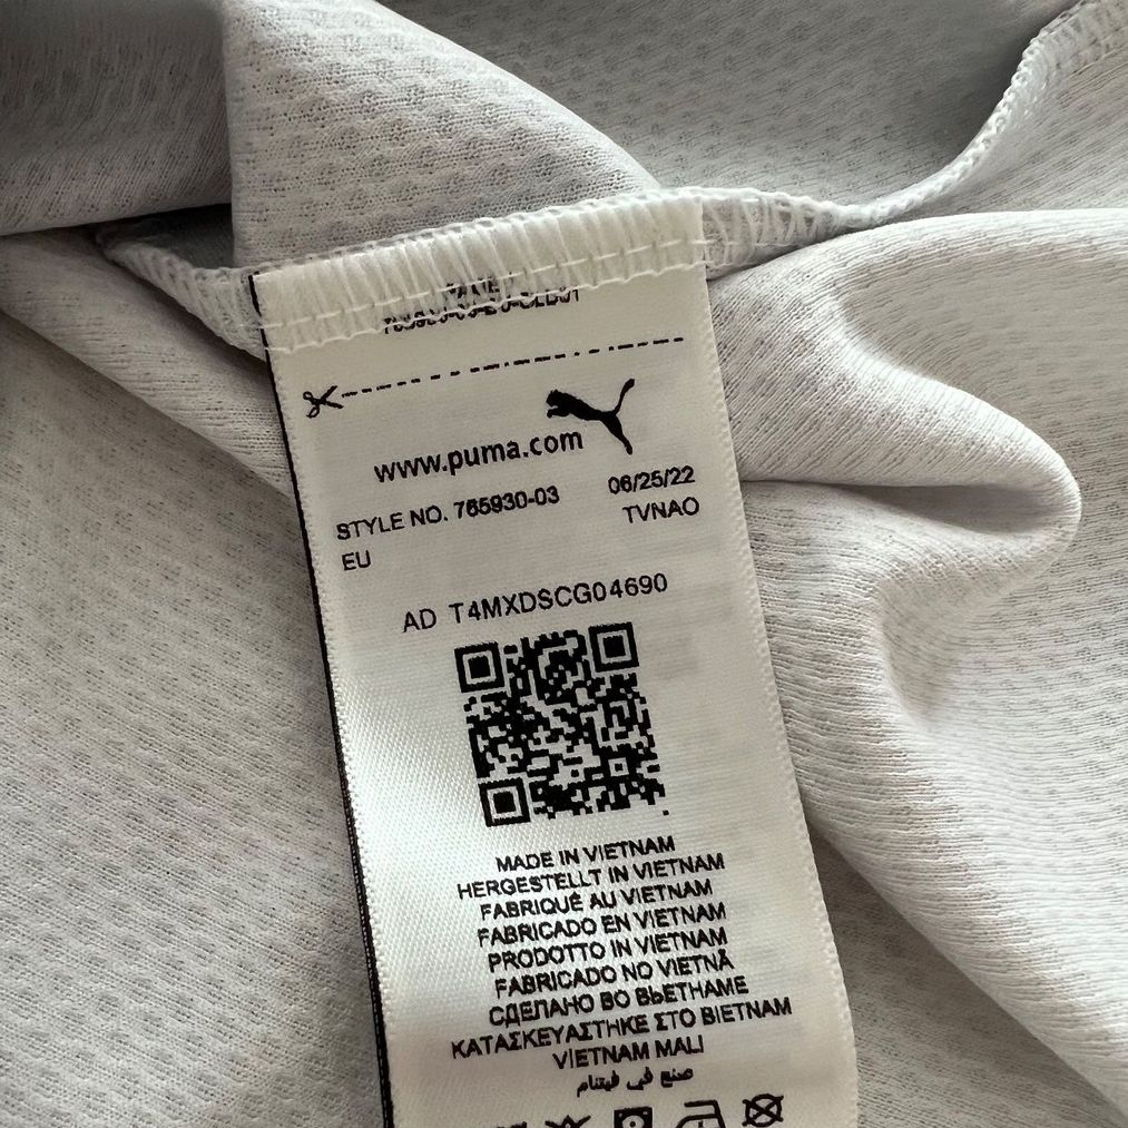 www.puma.com
STYLE NO. 765930-03 06/25/22
EU TVNAO
AD T4MXDSCG04690
MADE IN VIETNAM
HERGESTELLT IN VIETNAM
FABRIQUÉ AU VIETNAM
FABRICADO EN VIETNAM
PRODOTTO IN VIETNAM
FABRICADO NO VIETNÃ
СДЕЛАНО ВО ВЬЕТНАМЕ
ΚΑΤΑΣΚΕΥΑΣΤΗΚΕ ΣΤΟ ΒΙΕΤΝΑΜ
VIETNAM MALI
صنع في فيتنام